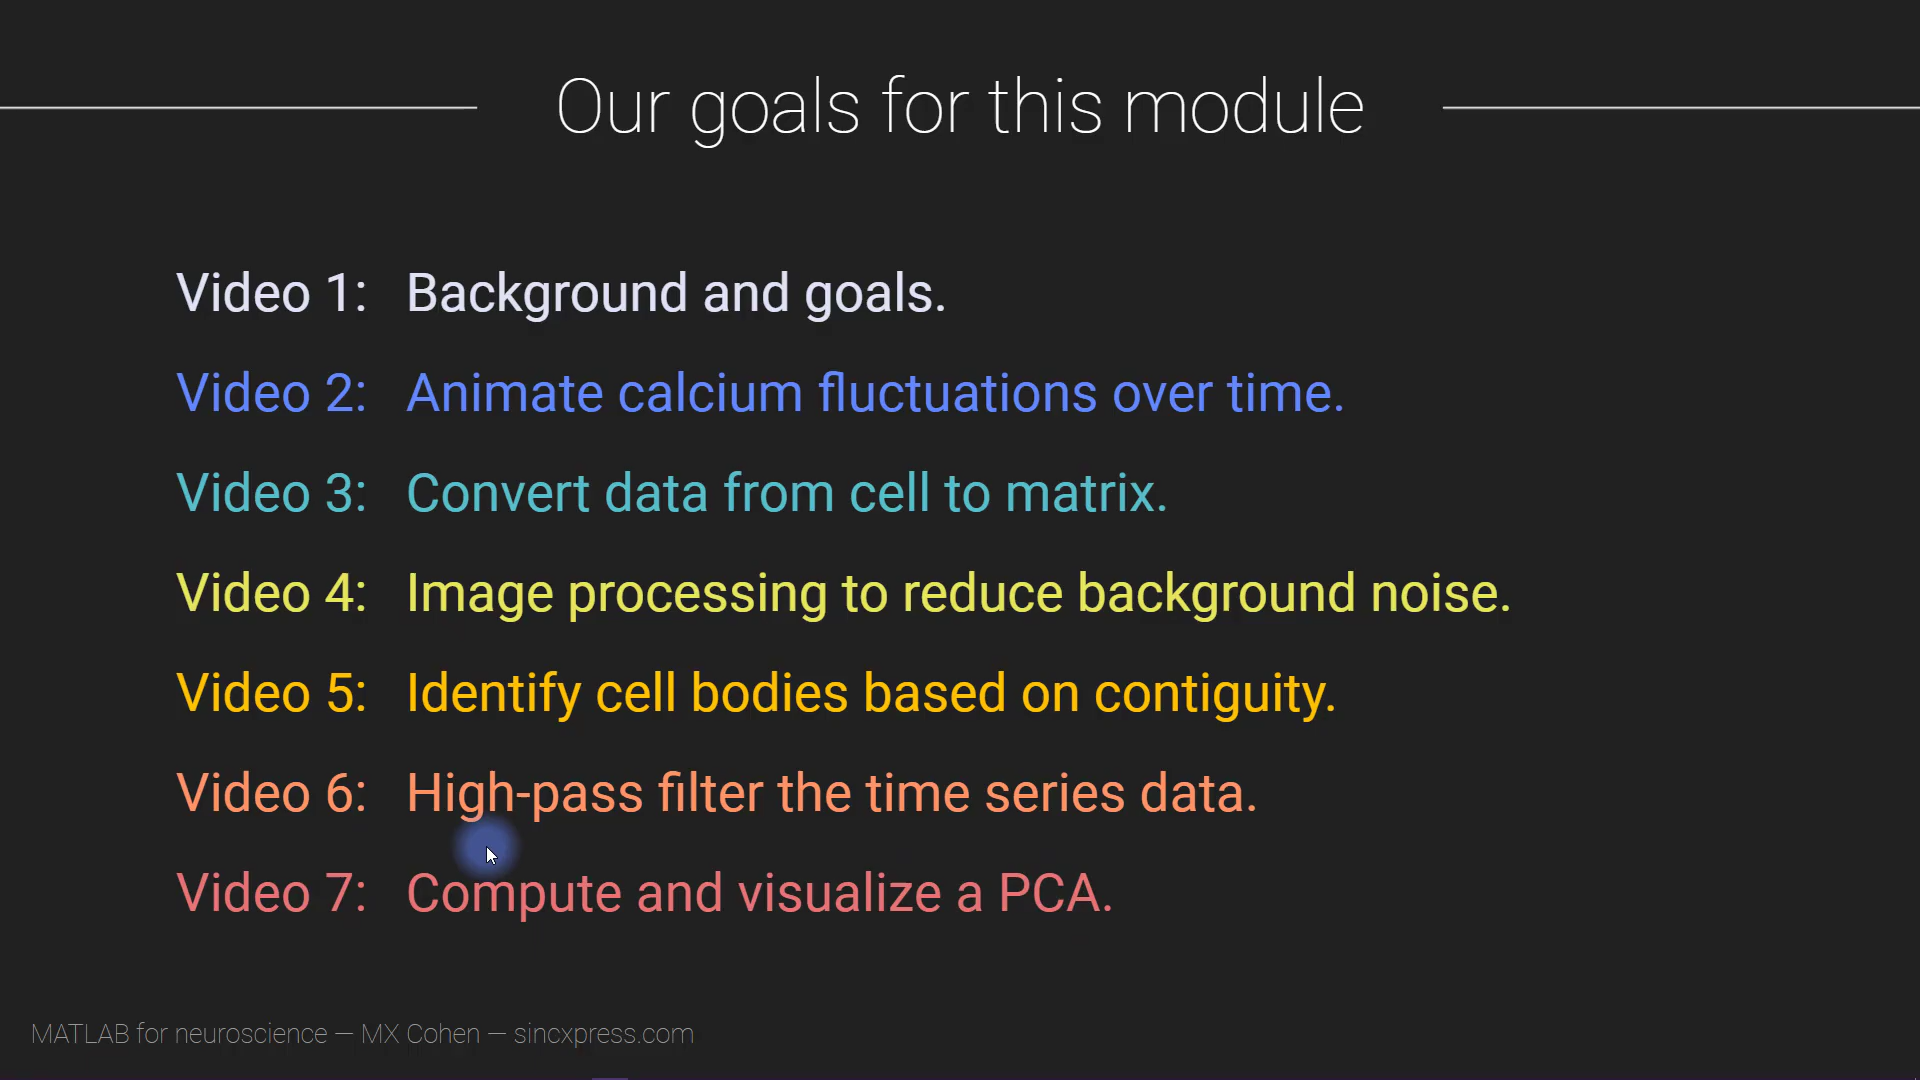 Our goals for this module
Video 1: Background and goals.
Video 2: Animate calcium fluctuations over time.
Video 3: Convert data from cell to matrix.
Video 4: Image processing to reduce background noise.
Video 5: Identify cell bodies based on contiguity.
Video 6: High-pass filter the time series data.
Video 7: Compute and visualize a PCA.
MATLAB for neuroscience — MX Cohen — sincxpress.com